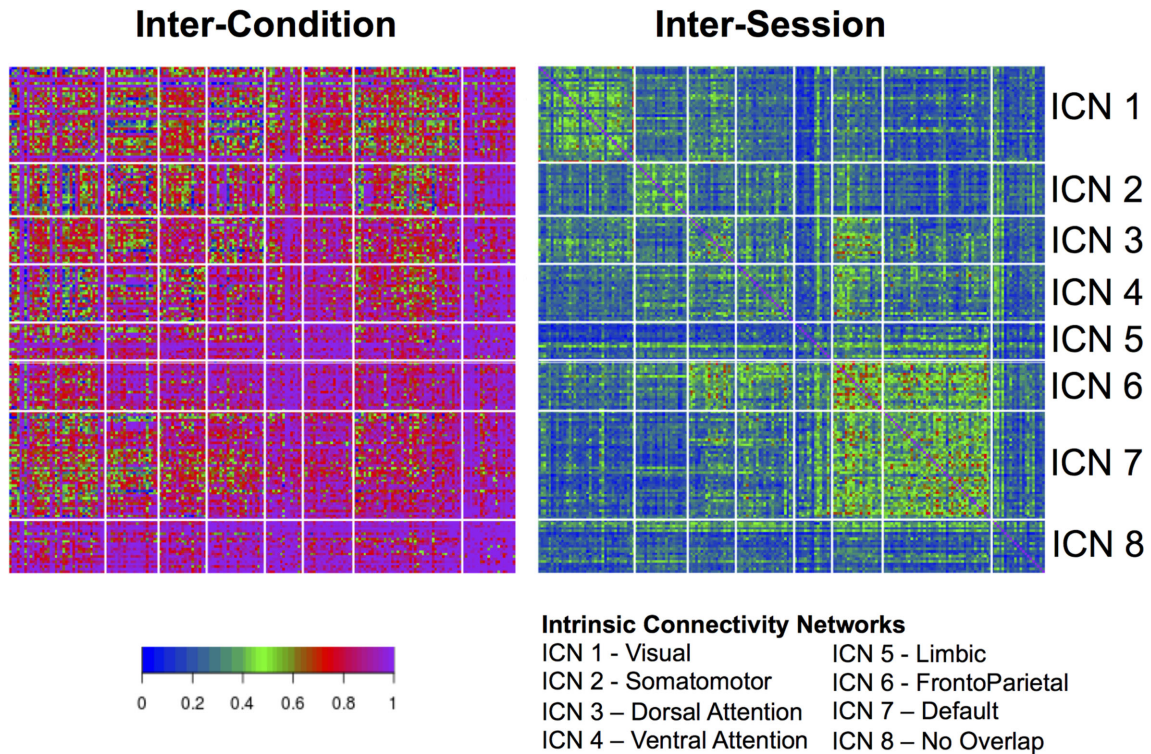 Inter-Condition Inter-Session
ICN 1
ICN 2
ICN 3
ICN 4
ICN 5
ICN 6
ICN 7
ICN 8
0 0.2 0.4 0.6 0.8 1
Intrinsic Connectivity Networks
ICN 1 - Visual
ICN 2 - Somatomotor
ICN 3 – Dorsal Attention
ICN 4 – Ventral Attention
ICN 5 - Limbic
ICN 6 - FrontoParietal
ICN 7 – Default
ICN 8 – No Overlap